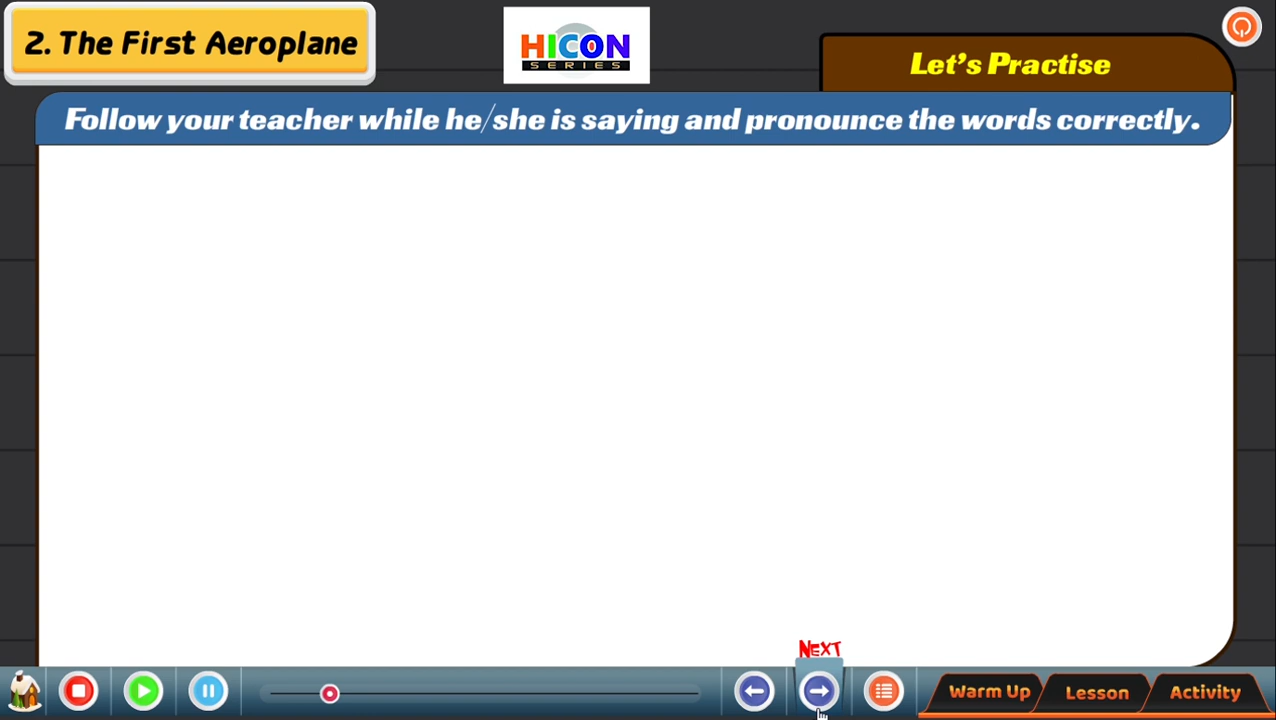 2. The First Aeroplane
HICON
SERIES
Let's Practise
Follow your teacher while he/she is saying and pronounce the words correctly.
NEXT
Warm Up
Lesson
Activity